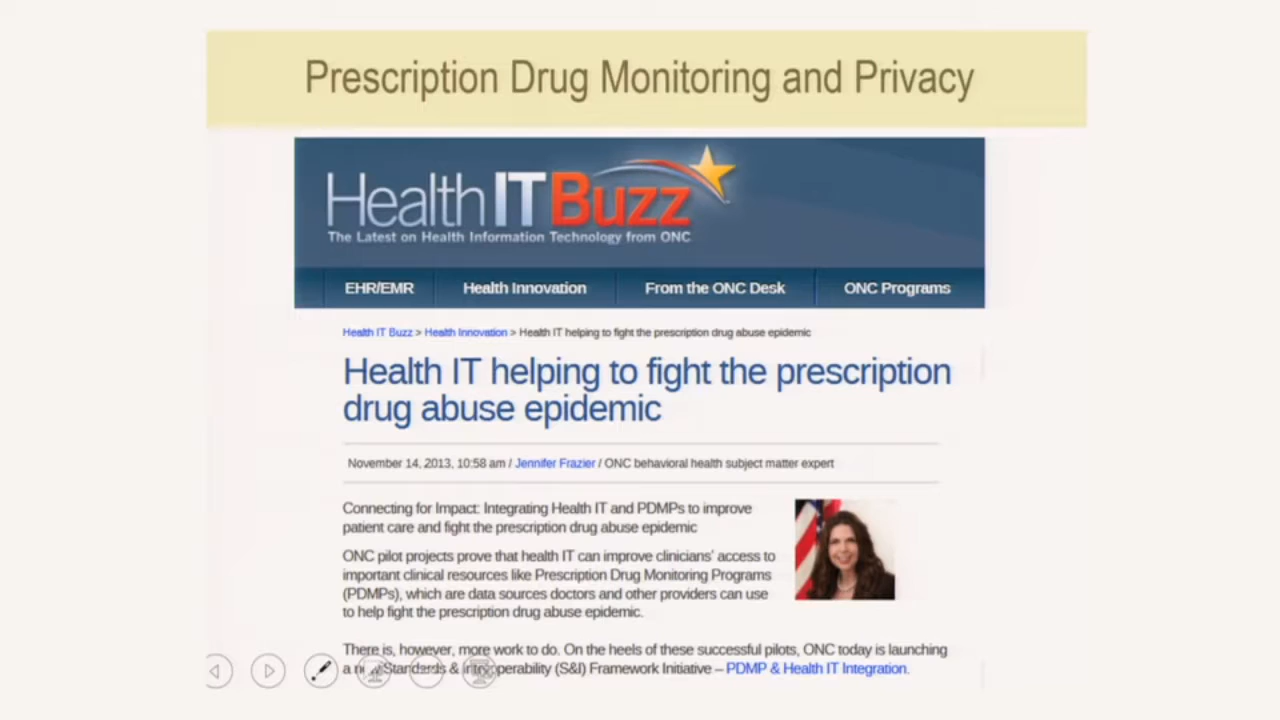 Prescription Drug Monitoring and Privacy
Health IT Buzz
The Latest on Health Information Technology from ONC
EHR/EMR Health Innovation From the ONC Desk ONC Programs
Health IT Buzz > Health Innovation > Health IT helping to fight the prescription drug abuse epidemic
Health IT helping to fight the prescription
drug abuse epidemic
November 14, 2013, 10:58 am / Jennifer Frazier / ONC behavioral health subject matter expert
Connecting for Impact: Integrating Health IT and PDMPs to improve
patient care and fight the prescription drug abuse epidemic
ONC pilot projects prove that health IT can improve clinicians' access to
important clinical resources like Prescription Drug Monitoring Programs
(PDMPs), which are data sources doctors and other providers can use
to help fight the prescription drug abuse epidemic.
There is, however, more work to do. On the heels of these successful pilots, ONC today is launching
a new Standards & Interoperability (S&I) Framework Initiative – PDMP & Health IT Integration.